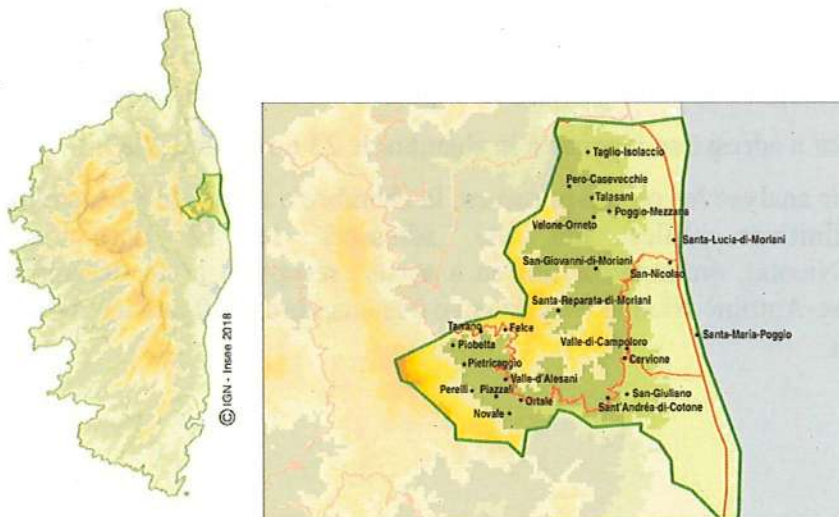 © IGN - Insee 2018
Taglio-Isolaccio
Pero-Casevecchie
Talasani
Poggio-Mezzana
Velone-Orneto
Santa-Lucia-di-Moriani
San-Giovanni-di-Moriani
San-Nicolao
Santa-Reparata-di-Moriani
Tarrano
Felce
Santa-Maria-Poggio
Piobetta
Valle-di-Campoloro
Cervione
Pietricaggio
Valle-d'Alesani
Perelli
Piazzali
San-Giuliano
Ortale
Sant'Andréa-di-Cotone
Novale